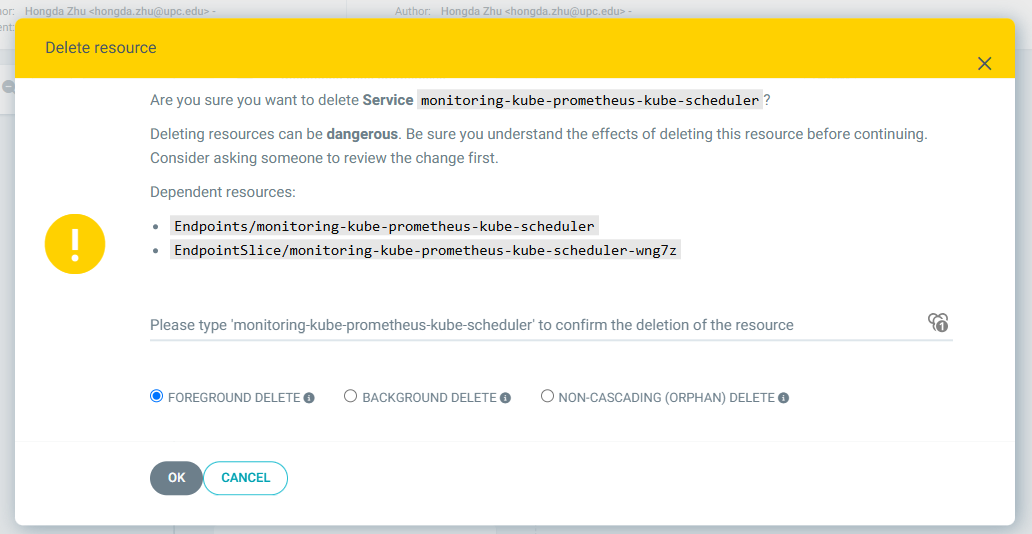 or: Hongda Zhu <hongda.zhu@upc.edu> -
Author: Hongda Zhu <hongda.zhu@upc.edu> -
nt:
Delete resource
Are you sure you want to delete Service monitoring-kube-prometheus-kube-scheduler ?
Deleting resources can be dangerous. Be sure you understand the effects of deleting this resource before continuing.
Consider asking someone to review the change first.
Dependent resources:
Endpoints/monitoring-kube-prometheus-kube-scheduler
EndpointSlice/monitoring-kube-prometheus-kube-scheduler-wng7z
Please type 'monitoring-kube-prometheus-kube-scheduler' to confirm the deletion of the resource
1
FOREGROUND DELETE
BACKGROUND DELETE
NON-CASCADING (ORPHAN) DELETE
OK
CANCEL